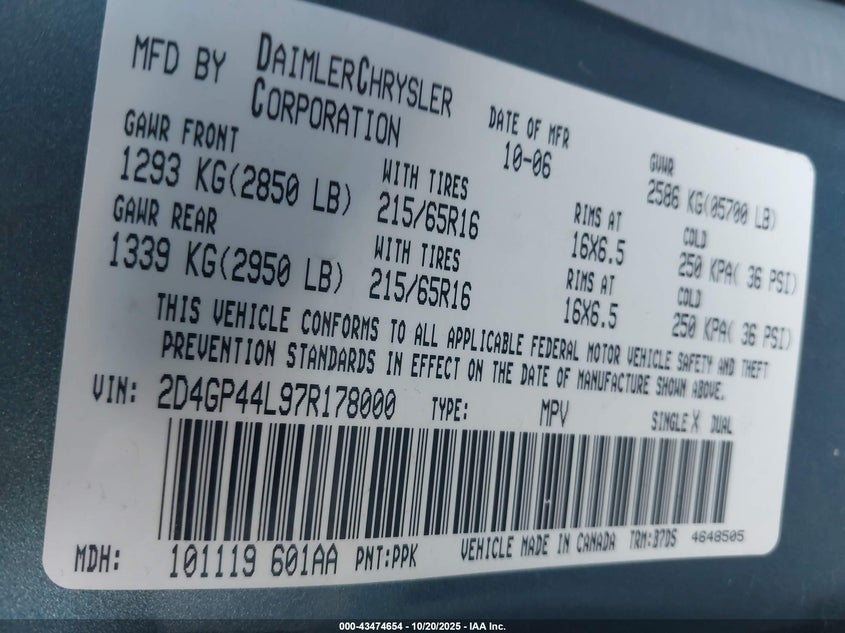 MFD BY DAIMLERCHRYSLER CORPORATION
DATE OF MFR 10-06
GVWR 2586 KG(05700 LB)
GAWR FRONT
1293 KG(2850 LB)
WITH TIRES
215/65R16
RIMS AT
16X6.5
COLD
250 KPA( 36 PSI)
GAWR REAR
1339 KG(2950 LB)
WITH TIRES
215/65R16
RIMS AT
16X6.5
COLD
250 KPA( 36 PSI)
THIS VEHICLE CONFORMS TO ALL APPLICABLE FEDERAL MOTOR VEHICLE SAFETY AND THEFT
PREVENTION STANDARDS IN EFFECT ON THE DATE OF MANUFACTURE SHOWN ABOVE.
VIN: 2D4GP44L97R178000 TYPE: MPV SINGLE X DUAL
MDH: 101119 601AA PNT:PPK VEHICLE MADE IN CANADA TRM:B7D5 4648505
000-43474654 | 10/20/2025 - IAA Inc.